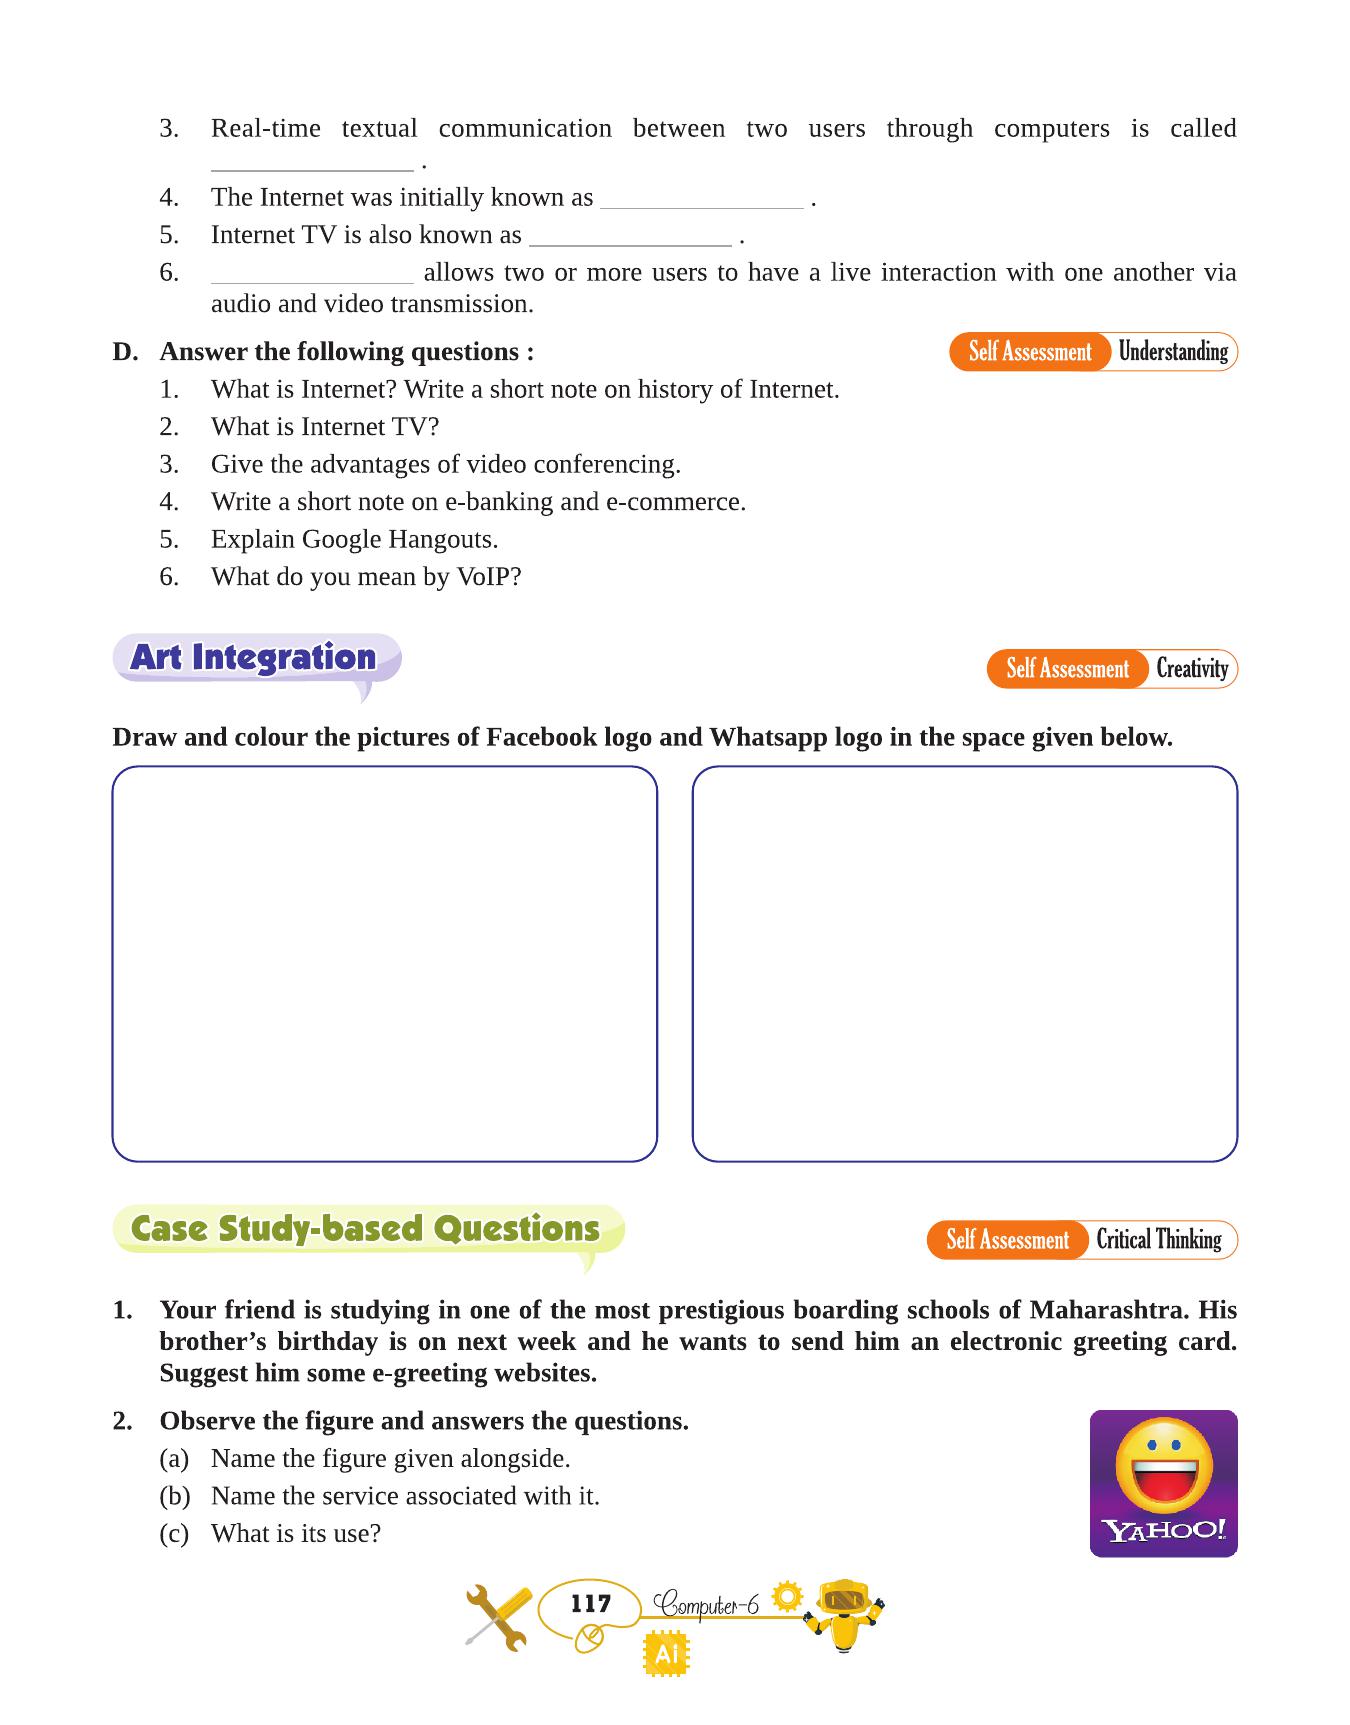 3. Real-time textual communication between two users through computers is called
_______________ .
4. The Internet was initially known as _______________ .
5. Internet TV is also known as _______________ .
6. _______________ allows two or more users to have a live interaction with one another via
audio and video transmission.
D. Answer the following questions :
Self Assessment Understanding
1. What is Internet? Write a short note on history of Internet.
2. What is Internet TV?
3. Give the advantages of video conferencing.
4. Write a short note on e-banking and e-commerce.
5. Explain Google Hangouts.
6. What do you mean by VoIP?
Art Integration
Self Assessment Creativity
Draw and colour the pictures of Facebook logo and Whatsapp logo in the space given below.
Case Study-based Questions
Self Assessment Critical Thinking
1. Your friend is studying in one of the most prestigious boarding schools of Maharashtra. His
brother’s birthday is on next week and he wants to send him an electronic greeting card.
Suggest him some e-greeting websites.
2. Observe the figure and answers the questions.
(a) Name the figure given alongside.
(b) Name the service associated with it.
(c) What is its use?
YAHOO!
117 Computer-6
Ai